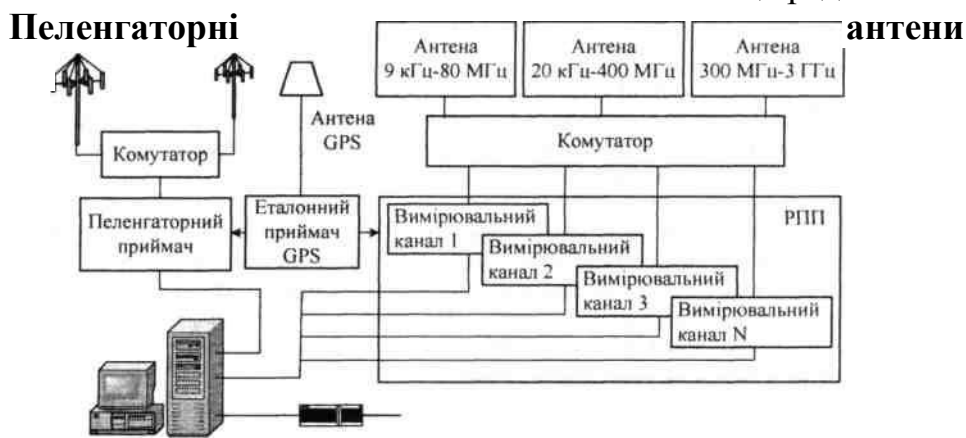 Пеленгаторні антени
Антена
9 кГц-80 МГц
Антена
20 кГц-400 МГц
Антена
300 МГц-3 ГГц
Антена
GPS
Комутатор
Комутатор
Пеленгаторний
приймач
Еталонний
приймач
GPS
РПП
Вимірювальний
канал 1
Вимірювальний
канал 2
Вимірювальний
канал 3
Вимірювальний
канал N